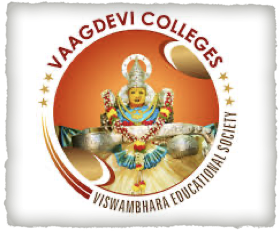 VAAGDEVI COLLEGES
VISWAMBHARA EDUCATIONAL SOCIETY